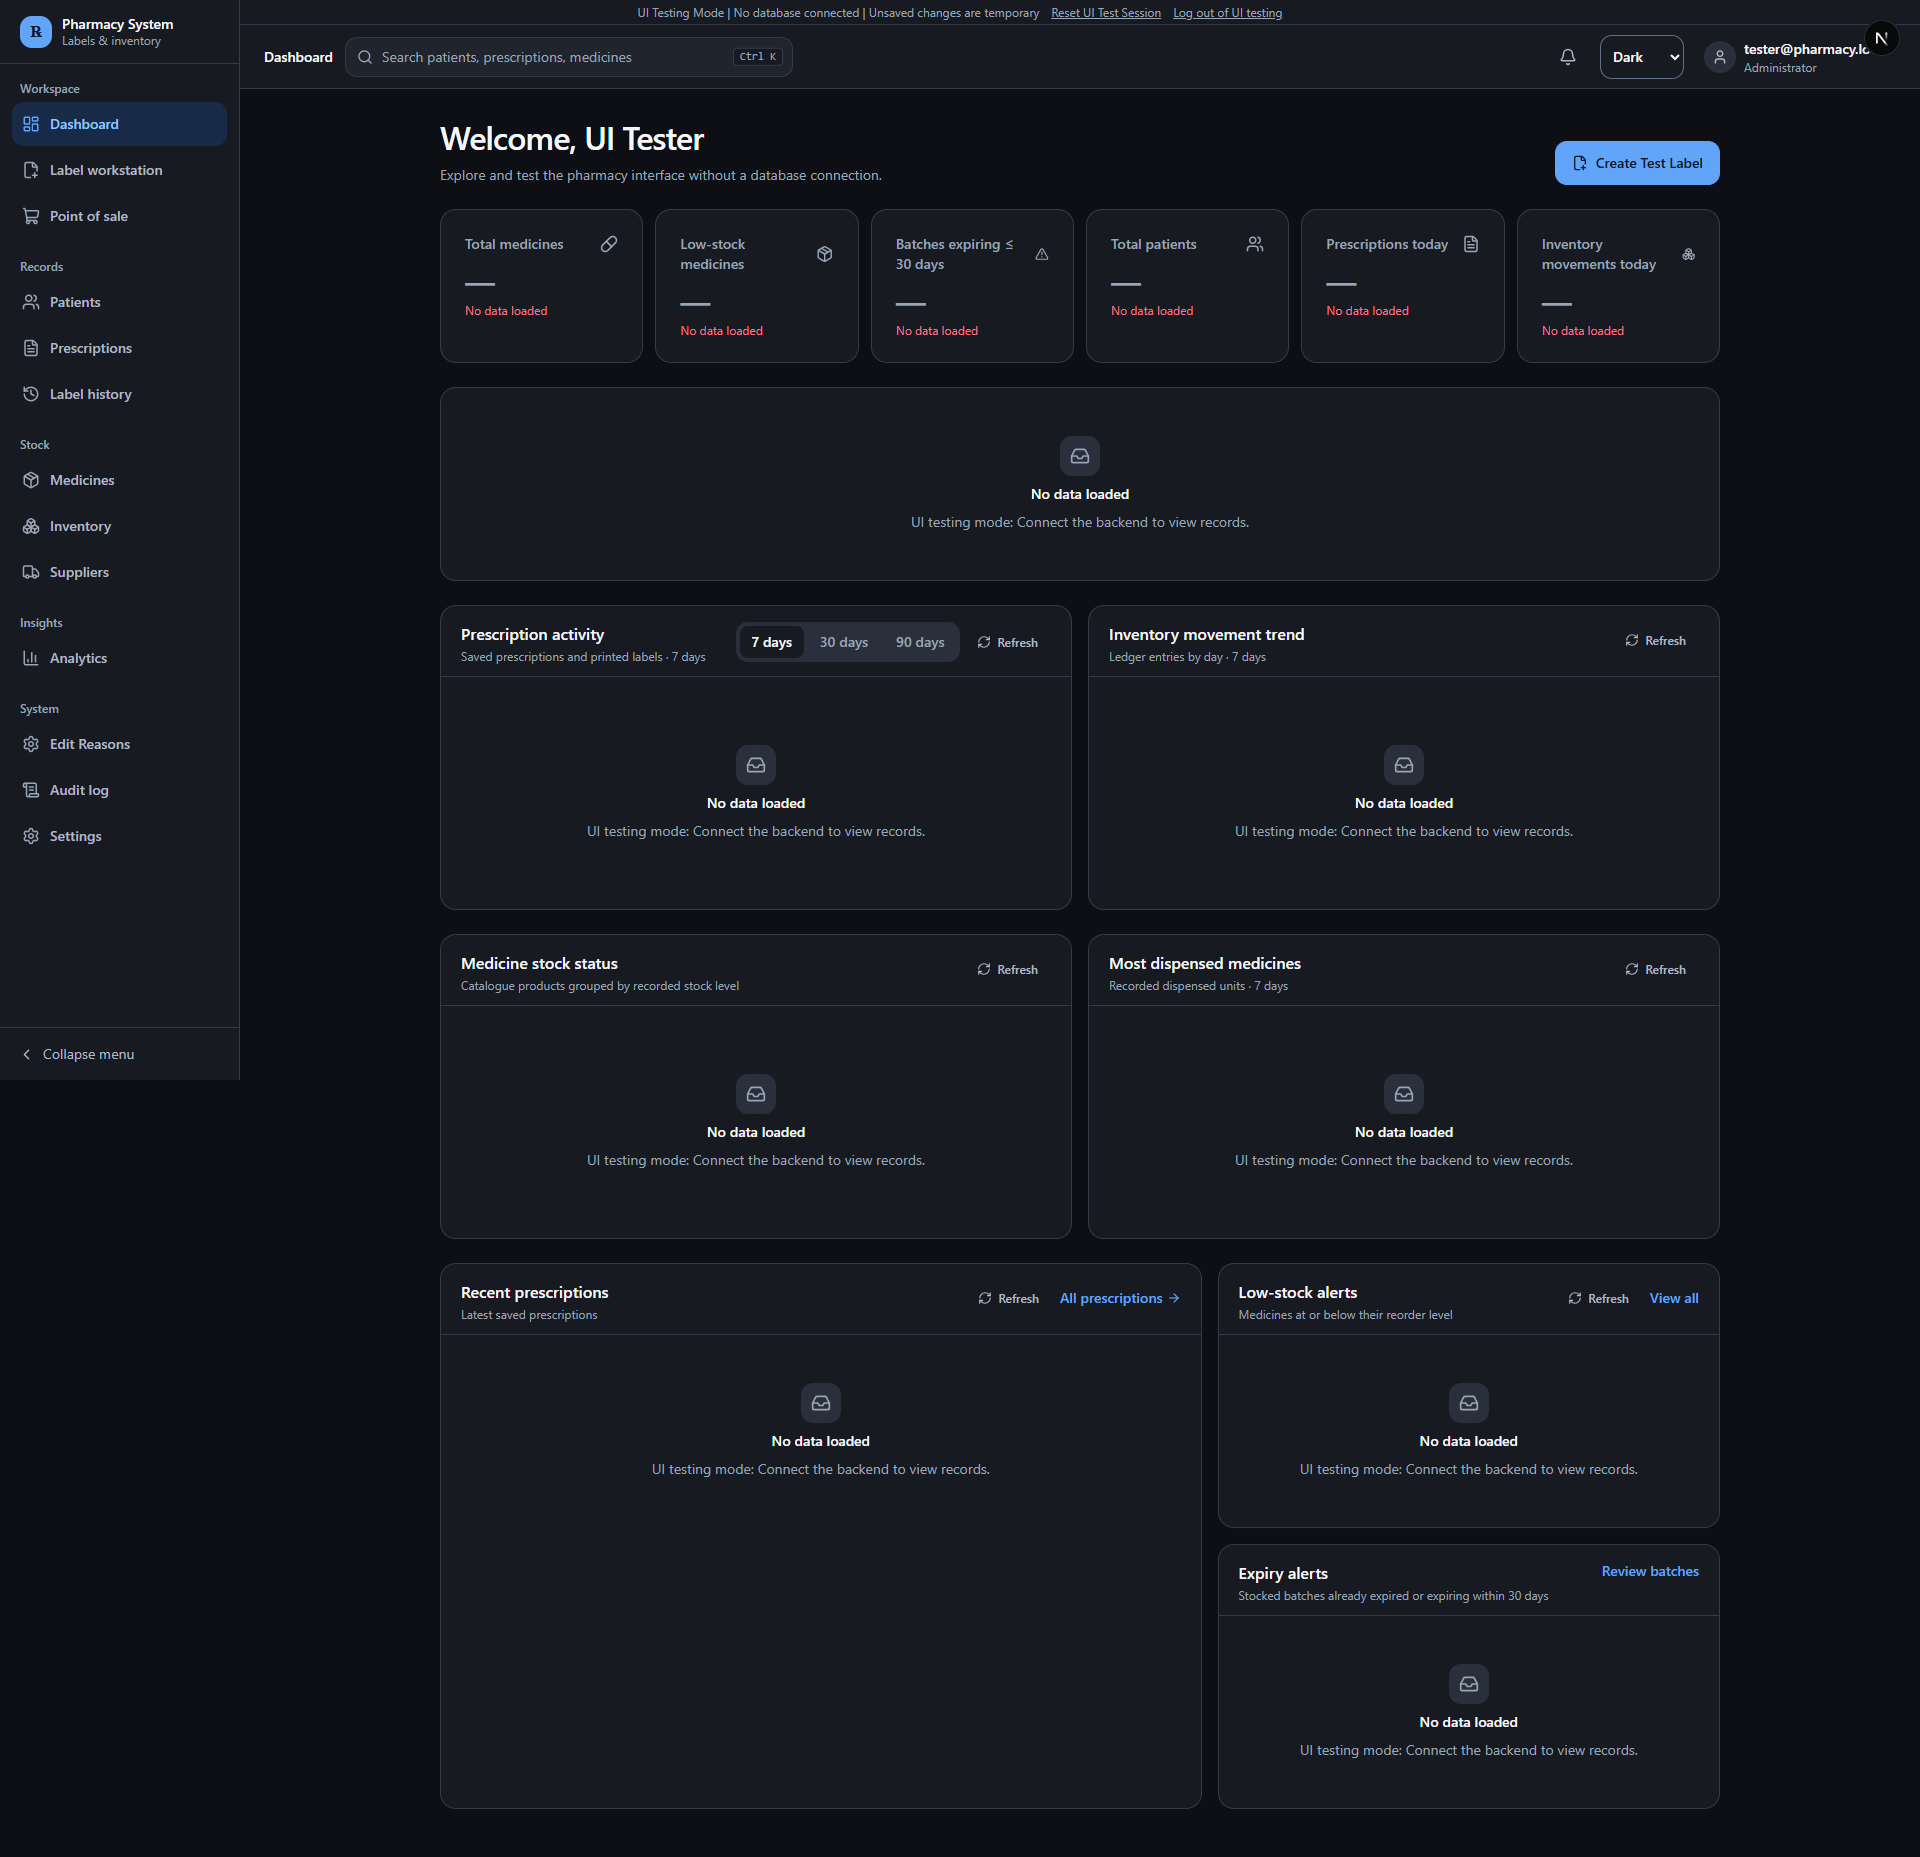 Pharmacy System
Labels & inventory
Workspace
Dashboard
Label workstation
Point of sale
Records
Patients
Prescriptions
Label history
Stock
Medicines
Inventory
Suppliers
Insights
Analytics
System
Edit Reasons
Audit log
Settings
Collapse menu
UI Testing Mode | No database connected | Unsaved changes are temporary Reset UI Test Session Log out of UI testing
Dashboard
Search patients, prescriptions, medicines
Ctrl K
Dark
tester@pharmacy.lo
Administrator
Welcome, UI Tester
Explore and test the pharmacy interface without a database connection.
Create Test Label
Total medicines
—
No data loaded
Low-stock
medicines
—
No data loaded
Batches expiring ≤
30 days
—
No data loaded
Total patients
—
No data loaded
Prescriptions today
—
No data loaded
Inventory
movements today
—
No data loaded
No data loaded
UI testing mode: Connect the backend to view records.
Prescription activity
Saved prescriptions and printed labels · 7 days
7 days 30 days 90 days
Refresh
No data loaded
UI testing mode: Connect the backend to view records.
Inventory movement trend
Ledger entries by day · 7 days
Refresh
No data loaded
UI testing mode: Connect the backend to view records.
Medicine stock status
Catalogue products grouped by recorded stock level
Refresh
No data loaded
UI testing mode: Connect the backend to view records.
Most dispensed medicines
Recorded dispensed units · 7 days
Refresh
No data loaded
UI testing mode: Connect the backend to view records.
Recent prescriptions
Latest saved prescriptions
Refresh
All prescriptions →
No data loaded
UI testing mode: Connect the backend to view records.
Low-stock alerts
Medicines at or below their reorder level
Refresh
View all
No data loaded
UI testing mode: Connect the backend to view records.
Expiry alerts
Stocked batches already expired or expiring within 30 days
Review batches
No data loaded
UI testing mode: Connect the backend to view records.